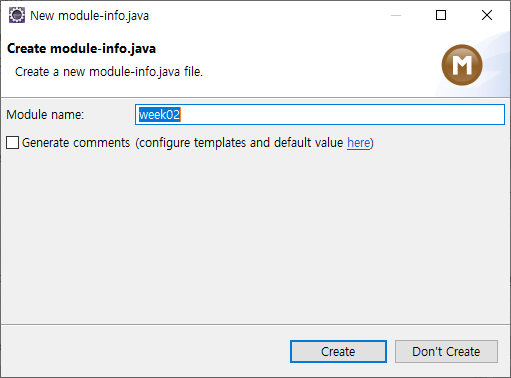 New module-info.java
Create module-info.java
Create a new module-info.java file.
M
Module name: week02
Generate comments (configure templates and default value here)
Create Don't Create